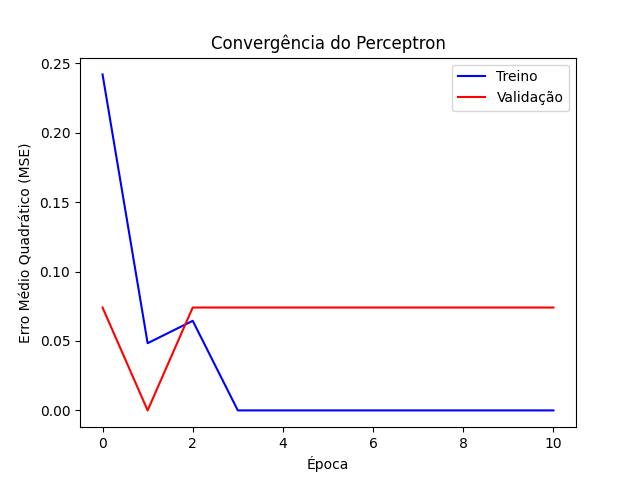 Convergência do Perceptron
Treino
Validação
Erro Médio Quadrático (MSE)
0.25
0.20
0.15
0.10
0.05
0.00
0 2 4 6 8 10
Época